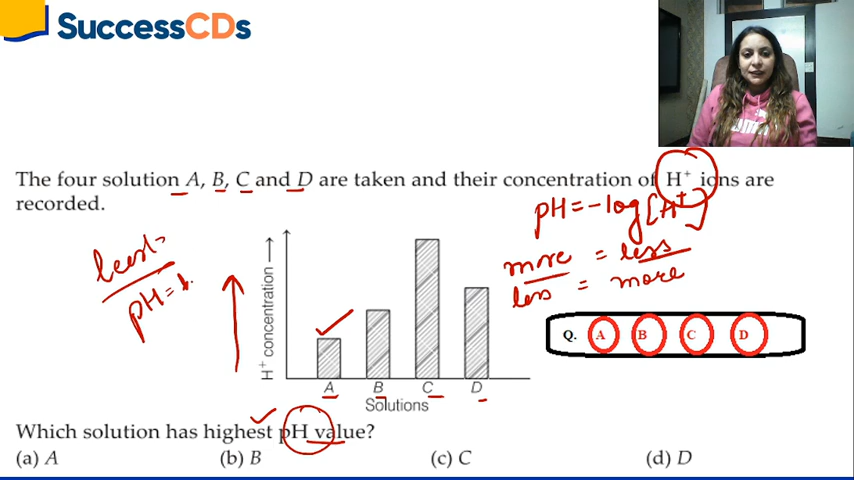 SuccessCDs
The four solution A, B, C and D are taken and their concentration of H⁺ ions are
recorded.
pH = -log[H⁺]
more = less
less = more
least
pH =
H⁺ concentration
Q. A B C D
A B C D
Solutions
Which solution has highest pH value?
(a) A (b) B (c) C (d) D